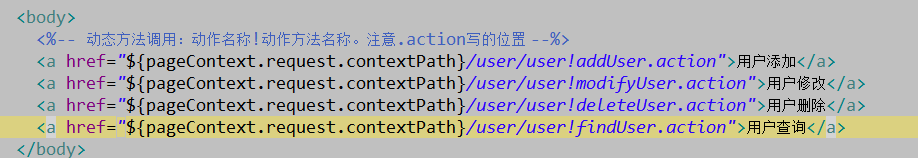 <body>
<%-- 动态方法调用：动作名称!动作方法名称。注意.action写的位置 --%>
<a href="${pageContext.request.contextPath}/user/user!addUser.action">用户添加</a>
<a href="${pageContext.request.contextPath}/user/user!modifyUser.action">用户修改</a>
<a href="${pageContext.request.contextPath}/user/user!deleteUser.action">用户删除</a>
<a href="${pageContext.request.contextPath}/user/user!findUser.action">用户查询</a>
</body>